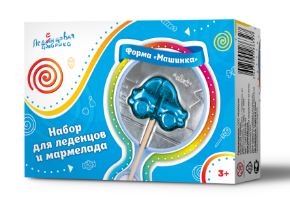 Леденцовая
фабрика
Форма «Машинка»
Набор
для леденцов
и мармелада
3+